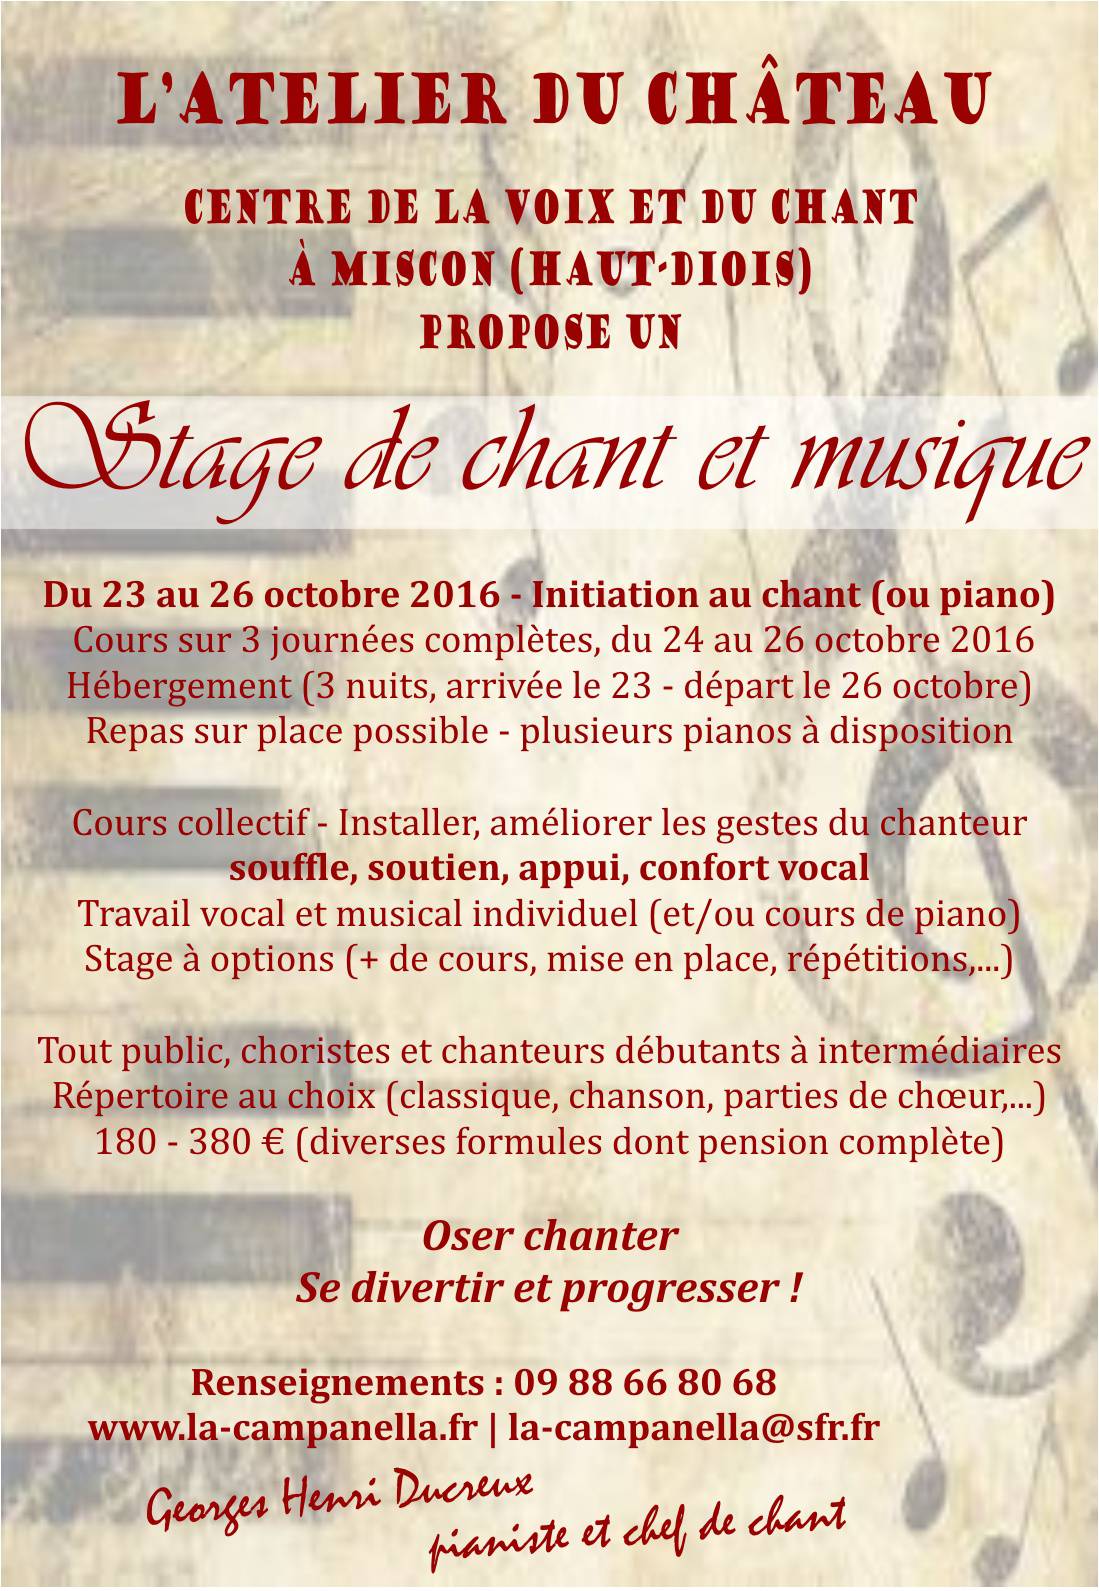 L'ATELIER DU CHÂTEAU
CENTRE DE LA VOIX ET DU CHANT
À MISCON (HAUT-DIOIS)
PROPOSE UN
Stage de chant et musique
Du 23 au 26 octobre 2016 - Initiation au chant (ou piano)
Cours sur 3 journées complètes, du 24 au 26 octobre 2016
Hébergement (3 nuits, arrivée le 23 - départ le 26 octobre)
Repas sur place possible - plusieurs pianos à disposition
Cours collectif - Installer, améliorer les gestes du chanteur
souffle, soutien, appui, confort vocal
Travail vocal et musical individuel (et/ou cours de piano)
Stage à options (+ de cours, mise en place, répétitions,...)
Tout public, choristes et chanteurs débutants à intermédiaires
Répertoire au choix (classique, chanson, parties de chœur,...)
180 - 380 € (diverses formules dont pension complète)
Oser chanter
Se divertir et progresser !
Renseignements : 09 88 66 80 68
www.la-campanella.fr | la-campanella@sfr.fr
Georges Henri Ducreux
pianiste et chef de chant